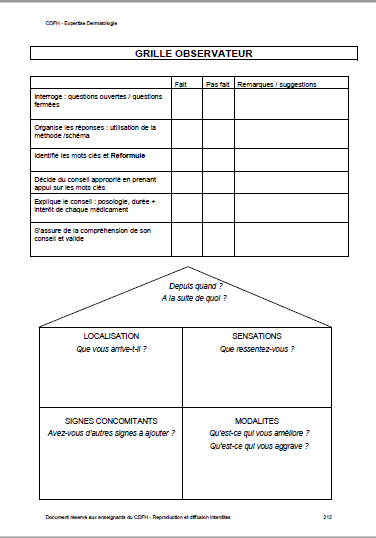 CDFH - Expertise Dermatologie
GRILLE OBSERVATEUR
Fait Pas fait Remarques / suggestions
Interroge : questions ouvertes / questions
fermées
Organise les réponses : utilisation de la
méthode /schéma
Identifie les mots clés et Reformule
Décide du conseil approprié en prenant
appui sur les mots clés
Explique le conseil : posologie, durée +
intérêt de chaque médicament
S'assure de la compréhension de son
conseil et valide
Depuis quand ?
A la suite de quoi ?
LOCALISATION
Que vous arrive-t-il ?
SENSATIONS
Que ressentez-vous ?
SIGNES CONCOMITANTS
Avez-vous d'autres signes à ajouter ?
MODALITES
Qu'est-ce qui vous améliore ?
Qu'est-ce qui vous aggrave ?
Document réservé aux enseignants du CDFH - Reproduction et diffusion interdites
212